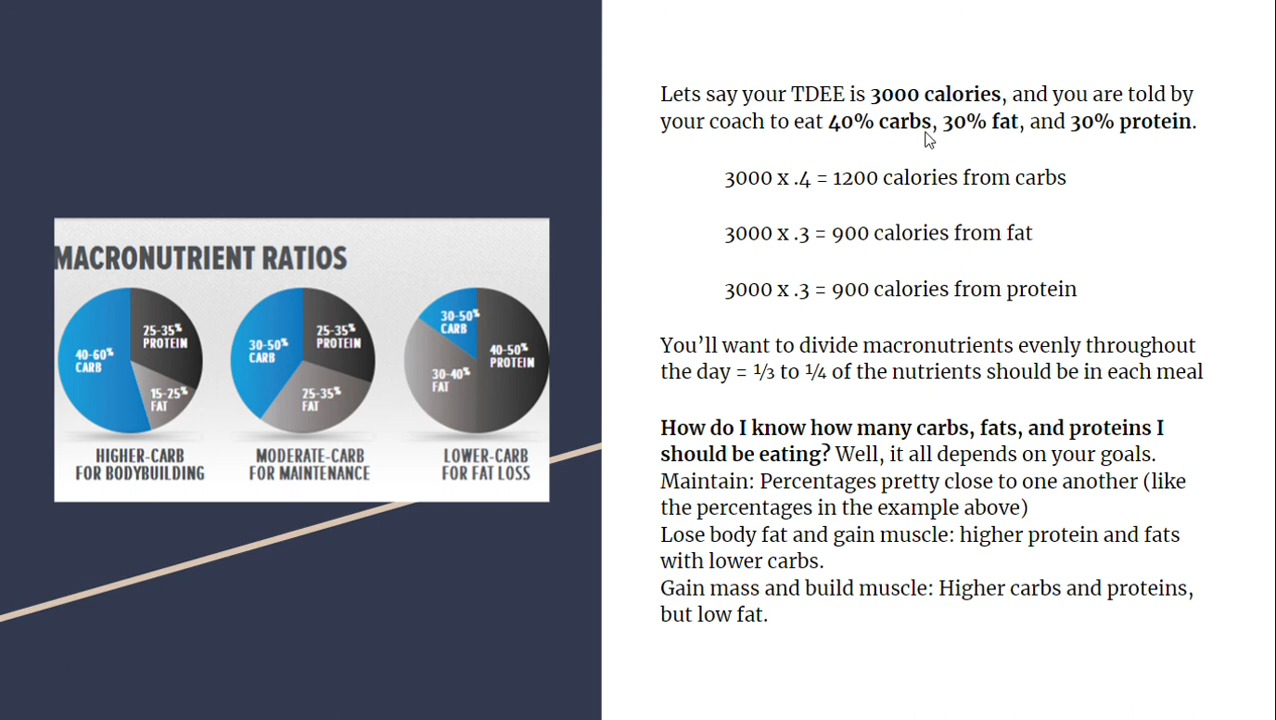 MACRONUTRIENT RATIOS
25-35%
PROTEIN
40-60%
CARB
15-25%
FAT
HIGHER-CARB
FOR BODYBUILDING
25-35%
PROTEIN
30-50%
CARB
25-35%
FAT
MODERATE-CARB
FOR MAINTENANCE
30-50%
CARB
40-50%
PROTEIN
30-40%
FAT
LOWER-CARB
FOR FAT LOSS
Lets say your TDEE is 3000 calories, and you are told by
your coach to eat 40% carbs, 30% fat, and 30% protein.
3000 x .4 = 1200 calories from carbs
3000 x .3 = 900 calories from fat
3000 x .3 = 900 calories from protein
You’ll want to divide macronutrients evenly throughout
the day = ⅓ to ¼ of the nutrients should be in each meal
How do I know how many carbs, fats, and proteins I
should be eating? Well, it all depends on your goals.
Maintain: Percentages pretty close to one another (like
the percentages in the example above)
Lose body fat and gain muscle: higher protein and fats
with lower carbs.
Gain mass and build muscle: Higher carbs and proteins,
but low fat.